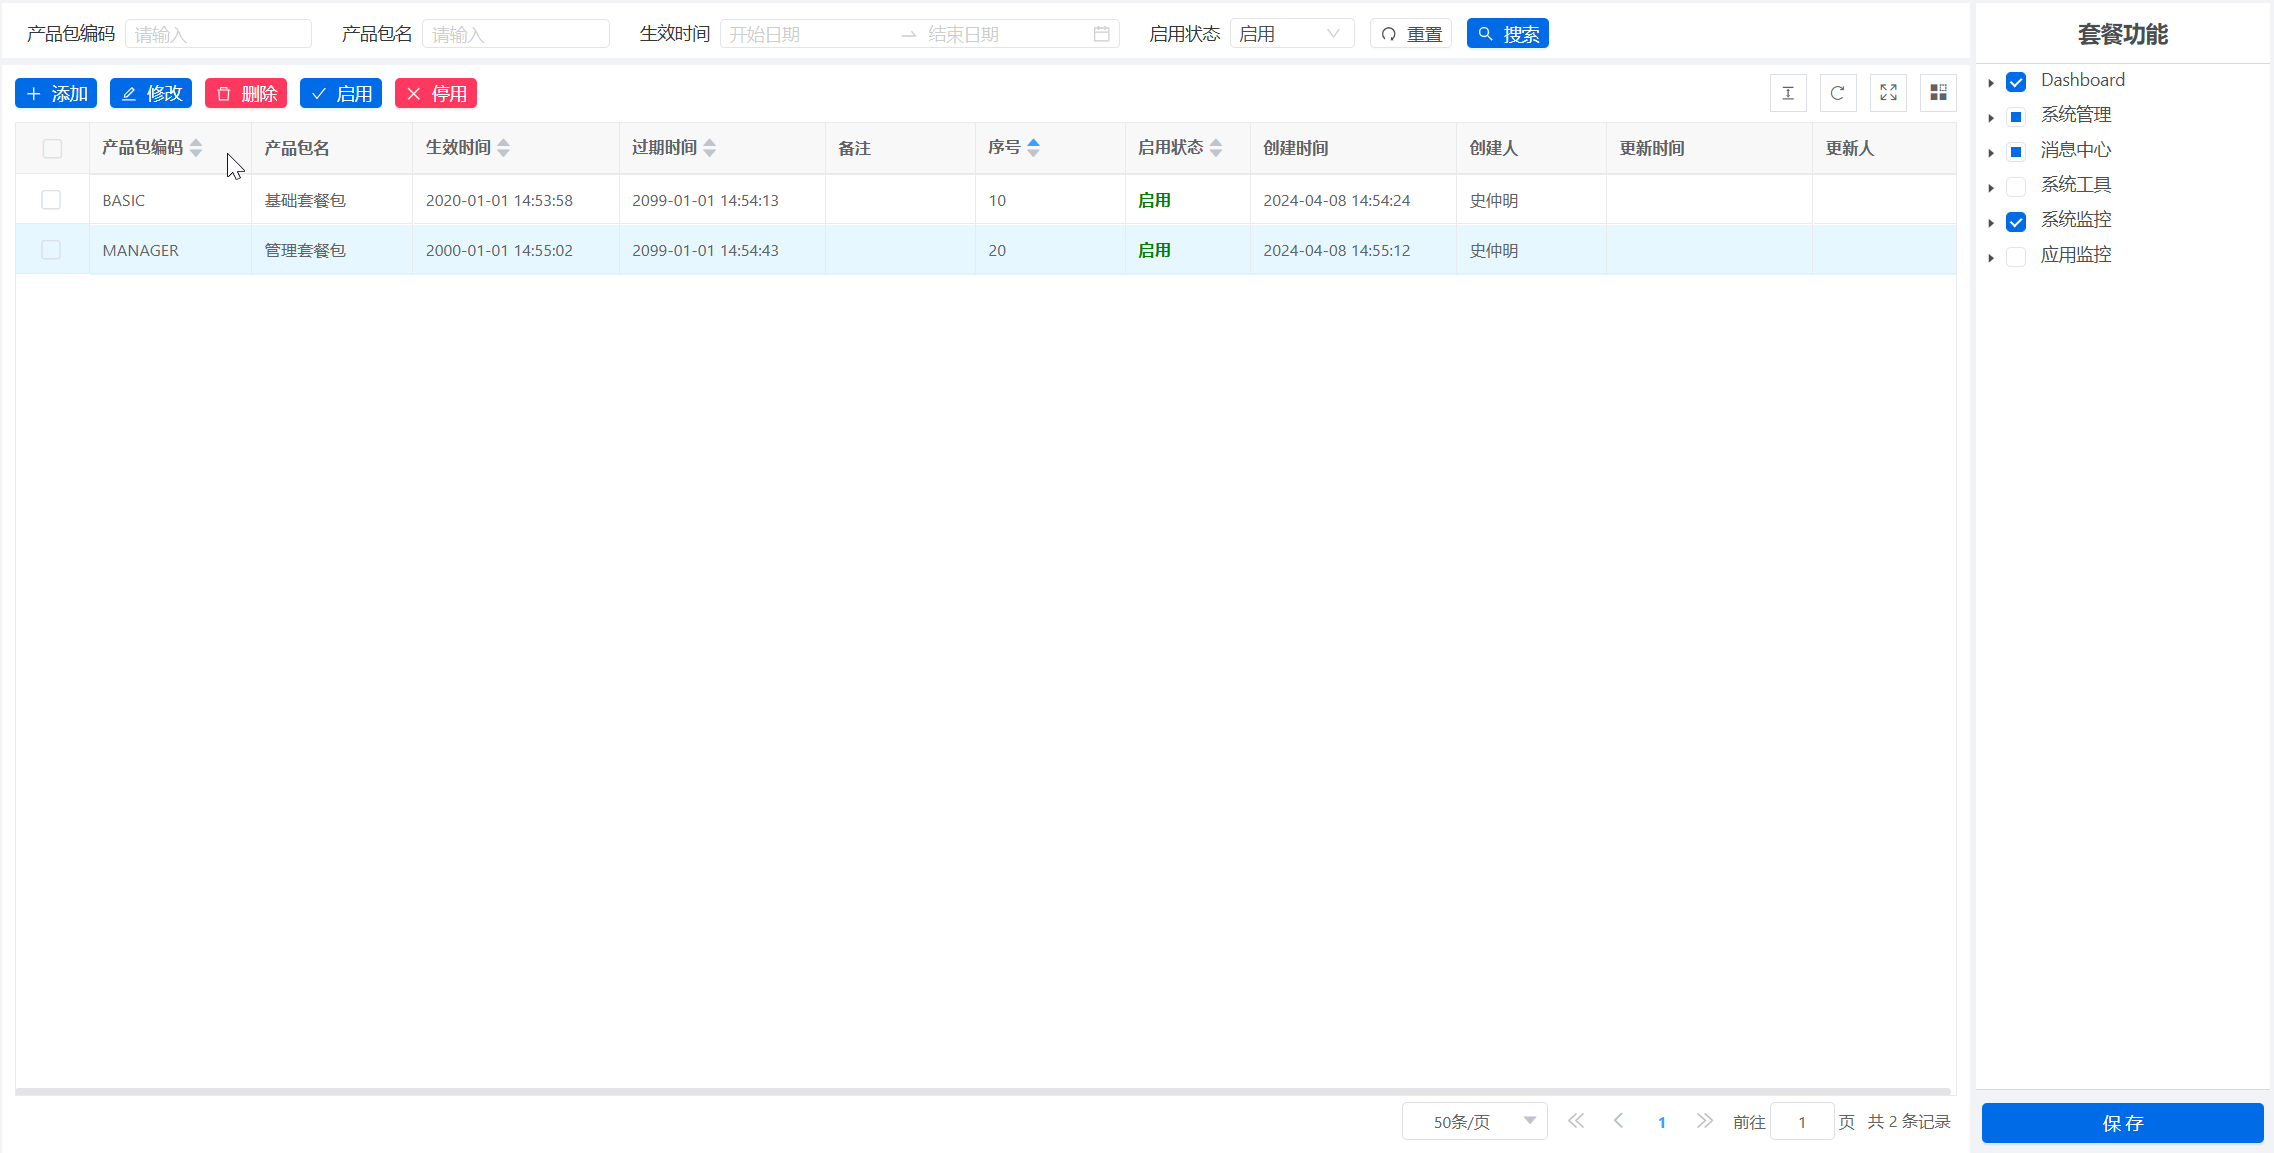 产品包编码 请输入 产品包名 请输入 生效时间 开始日期 结束日期 启用状态 启用 重置 搜索
添加 修改 删除 启用 停用
产品包编码 产品包名 生效时间 过期时间 备注 序号 启用状态 创建时间 创建人 更新时间 更新人
BASIC 基础套餐包 2020-01-01 14:53:58 2099-01-01 14:54:13 10 启用 2024-04-08 14:54:24 史仲明
MANAGER 管理套餐包 2000-01-01 14:55:02 2099-01-01 14:54:43 20 启用 2024-04-08 14:55:12 史仲明
50条/页 1 前往 1 页 共 2 条记录
套餐功能
Dashboard
系统管理
消息中心
系统工具
系统监控
应用监控
保存